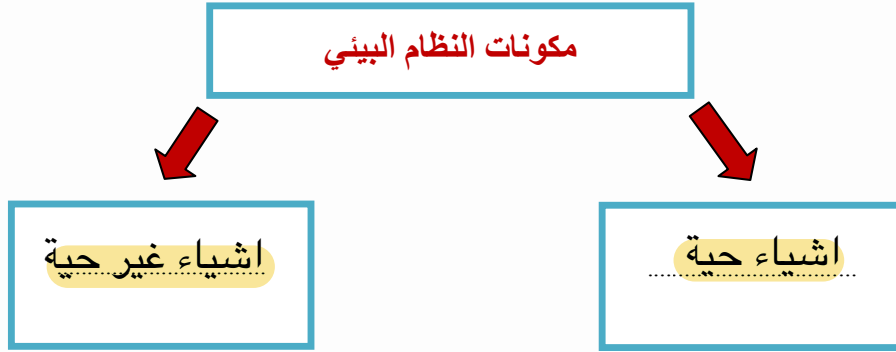 مكونات النظام البيئي
اشياء حية
اشياء غير حية